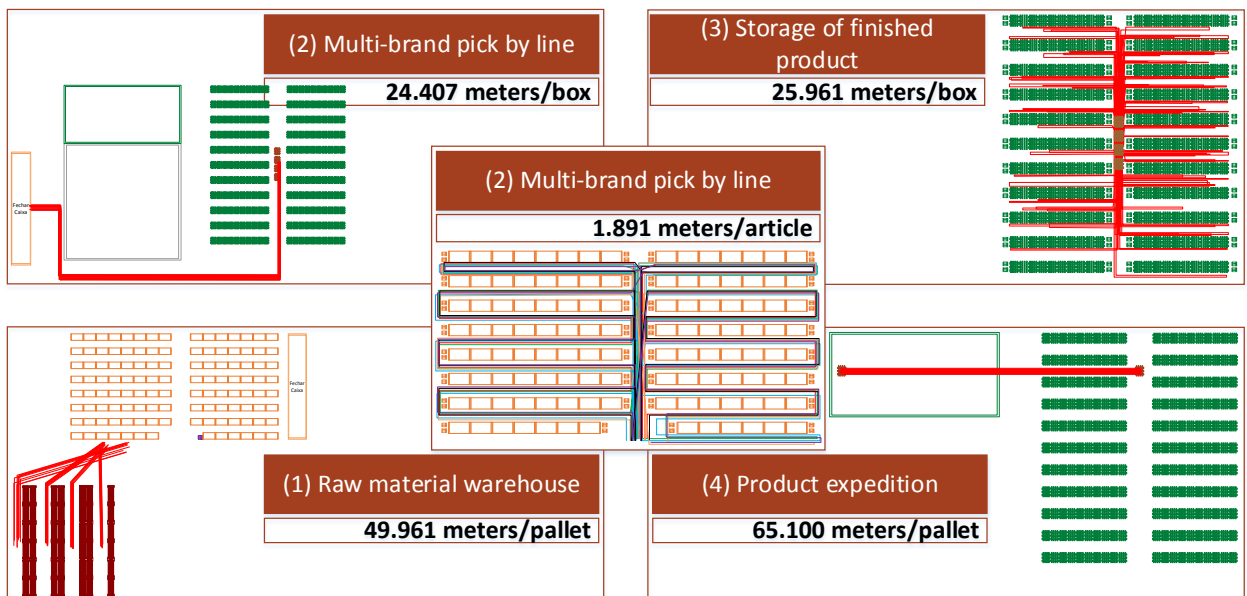 (2) Multi-brand pick by line
24.407 meters/box
Fechar
Caixa
(3) Storage of finished
product
25.961 meters/box
(2) Multi-brand pick by line
1.891 meters/article
Fechar
Caixa
(1) Raw material warehouse
49.961 meters/pallet
(4) Product expedition
65.100 meters/pallet